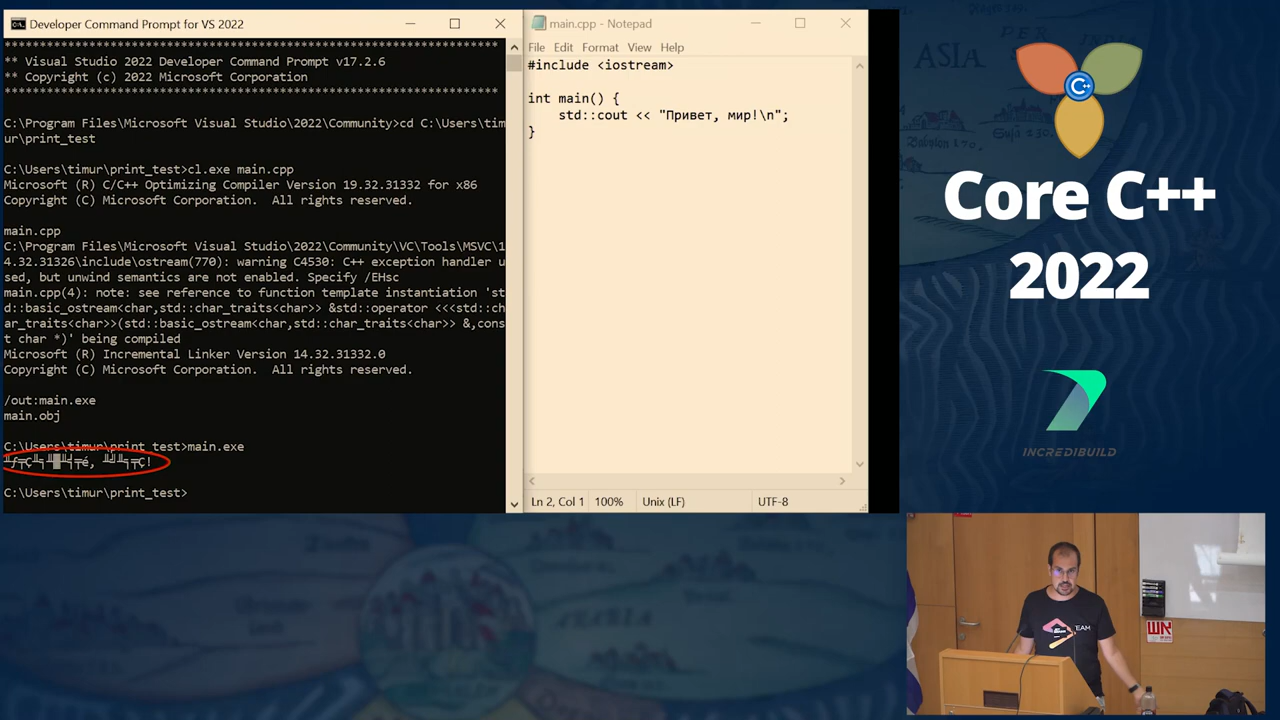 Developer Command Prompt for VS 2022
**********************************************************************
** Visual Studio 2022 Developer Command Prompt v17.2.6
** Copyright (c) 2022 Microsoft Corporation
**********************************************************************
C:\Program Files\Microsoft Visual Studio\2022\Community>cd C:\Users\tim
ur\print_test
C:\Users\timur\print_test>cl.exe main.cpp
Microsoft (R) C/C++ Optimizing Compiler Version 19.32.31332 for x86
Copyright (C) Microsoft Corporation.  All rights reserved.
main.cpp
C:\Program Files\Microsoft Visual Studio\2022\Community\VC\Tools\MSVC\1
4.32.31326\include\ostream(770): warning C4530: C++ exception handler u
sed, but unwind semantics are not enabled. Specify /EHsc
main.cpp(4): note: see reference to function template instantiation 'st
d::basic_ostream<char,std::char_traits<char>> &std::operator <<<std::ch
ar_traits<char>>(std::basic_ostream<char,std::char_traits<char>> &,cons
t char *)' being compiled
Microsoft (R) Incremental Linker Version 14.32.31332.0
Copyright (C) Microsoft Corporation.  All rights reserved.
/out:main.exe
main.obj
C:\Users\timur\print_test>main.exe
C:\Users\timur\print_test>
main.cpp - Notepad
File Edit Format View Help
#include <iostream>
int main() {
    std::cout << "Привет, мир!\n";
}
Ln 2, Col 1 100% Unix (LF) UTF-8
ASIA
PER
INDIA
Core C++
2022
INCREDIBUILD
TEAM